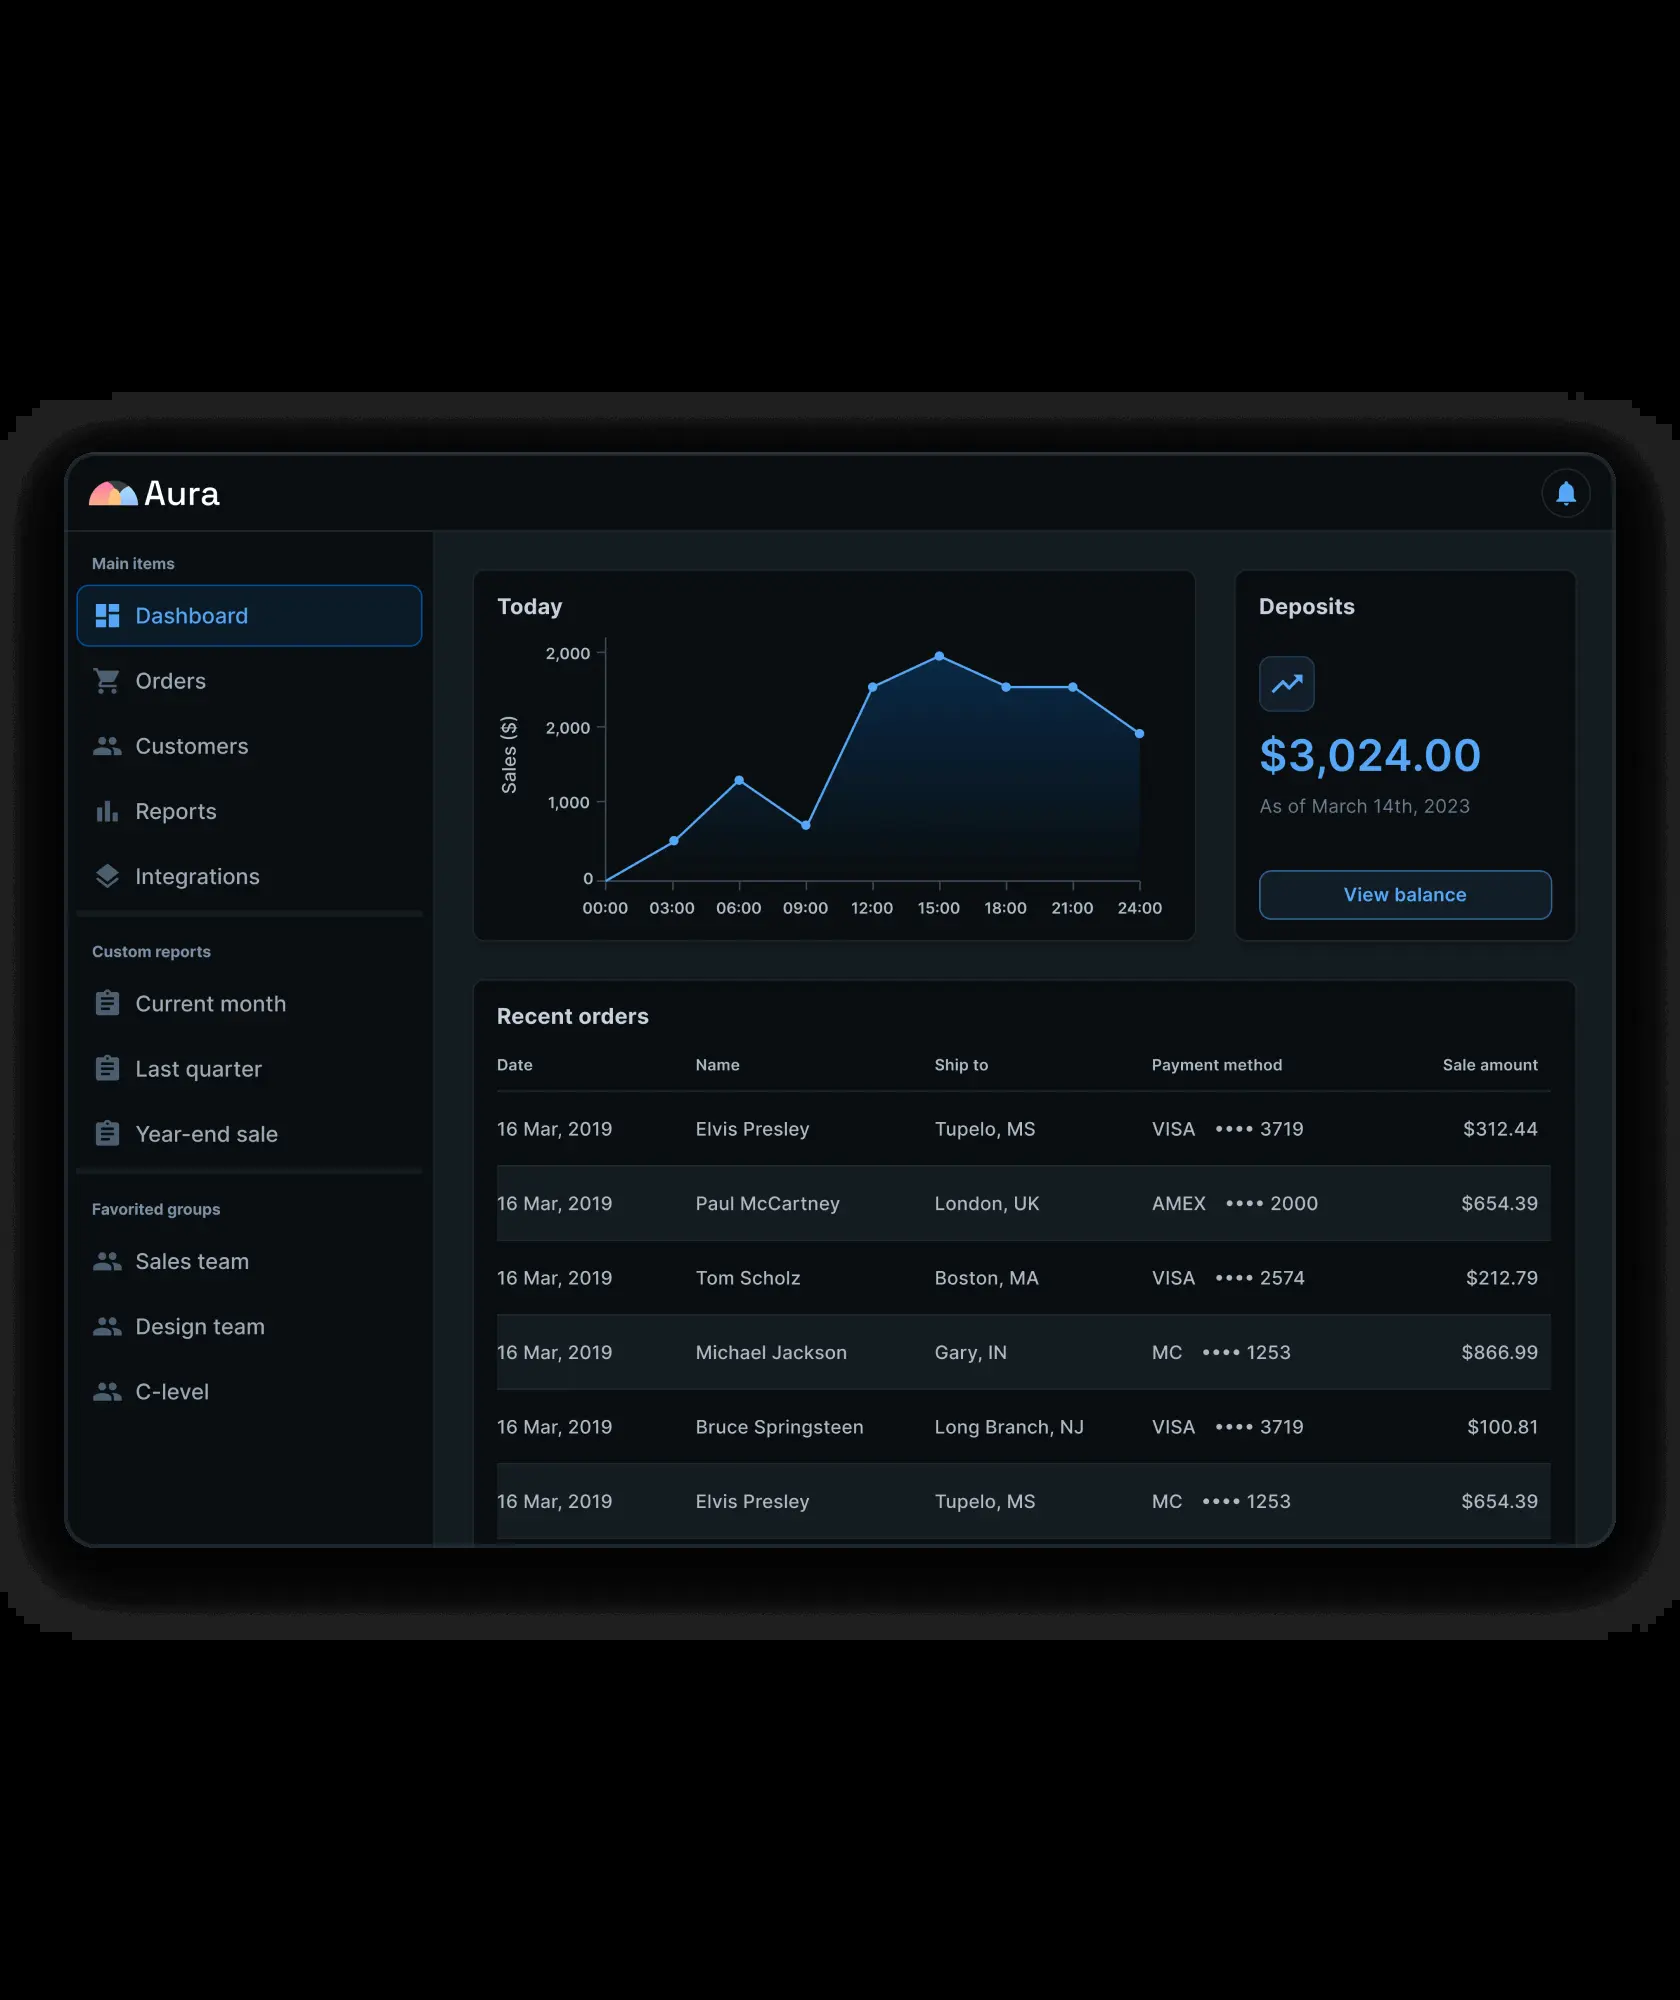 Aura
Main items
Dashboard
Orders
Customers
Reports
Integrations
Custom reports
Current month
Last quarter
Year-end sale
Favorited groups
Sales team
Design team
C-level
Today
Sales ($)
2,000
2,000
1,000
0
00:00 03:00 06:00 09:00 12:00 15:00 18:00 21:00 24:00
Deposits
$3,024.00
As of March 14th, 2023
View balance
Recent orders
Date Name Ship to Payment method Sale amount
16 Mar, 2019 Elvis Presley Tupelo, MS VISA •••• 3719 $312.44
16 Mar, 2019 Paul McCartney London, UK AMEX •••• 2000 $654.39
16 Mar, 2019 Tom Scholz Boston, MA VISA •••• 2574 $212.79
16 Mar, 2019 Michael Jackson Gary, IN MC •••• 1253 $866.99
16 Mar, 2019 Bruce Springsteen Long Branch, NJ VISA •••• 3719 $100.81
16 Mar, 2019 Elvis Presley Tupelo, MS MC •••• 1253 $654.39